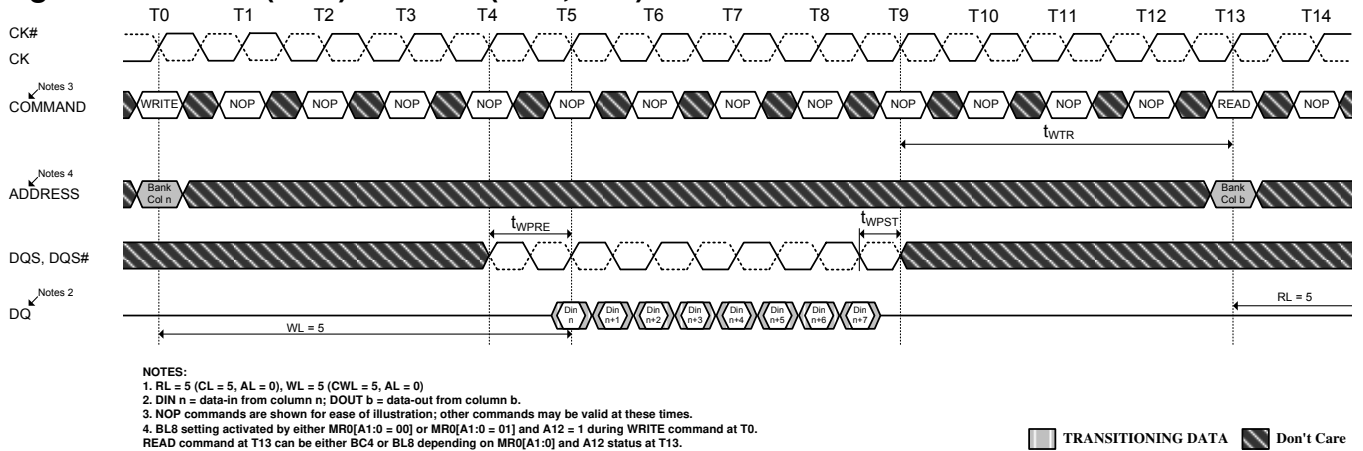 T0 T1 T2 T3 T4 T5 T6 T7 T8 T9 T10 T11 T12 T13 T14
CK#
CK
Notes 3
COMMAND
WRITE NOP NOP NOP NOP NOP NOP NOP NOP NOP NOP NOP NOP READ NOP
tWTR
Notes 4
ADDRESS
Bank Bank
Col n Col b
tWPRE tWPST
DQS, DQS#
Notes 2
DQ
Din Din Din Din Din Din Din Din
n n+1 n+2 n+3 n+4 n+5 n+6 n+7
RL = 5
WL = 5
NOTES:
1. RL = 5 (CL = 5, AL = 0), WL = 5 (CWL = 5, AL = 0)
2. DIN n = data-in from column n; DOUT b = data-out from column b.
3. NOP commands are shown for ease of illustration; other commands may be valid at these times.
4. BL8 setting activated by either MR0[A1:0 = 00] or MR0[A1:0 = 01] and A12 = 1 during WRITE command at T0.
READ command at T13 can be either BC4 or BL8 depending on MR0[A1:0] and A12 status at T13.
TRANSITIONING DATA Don't Care